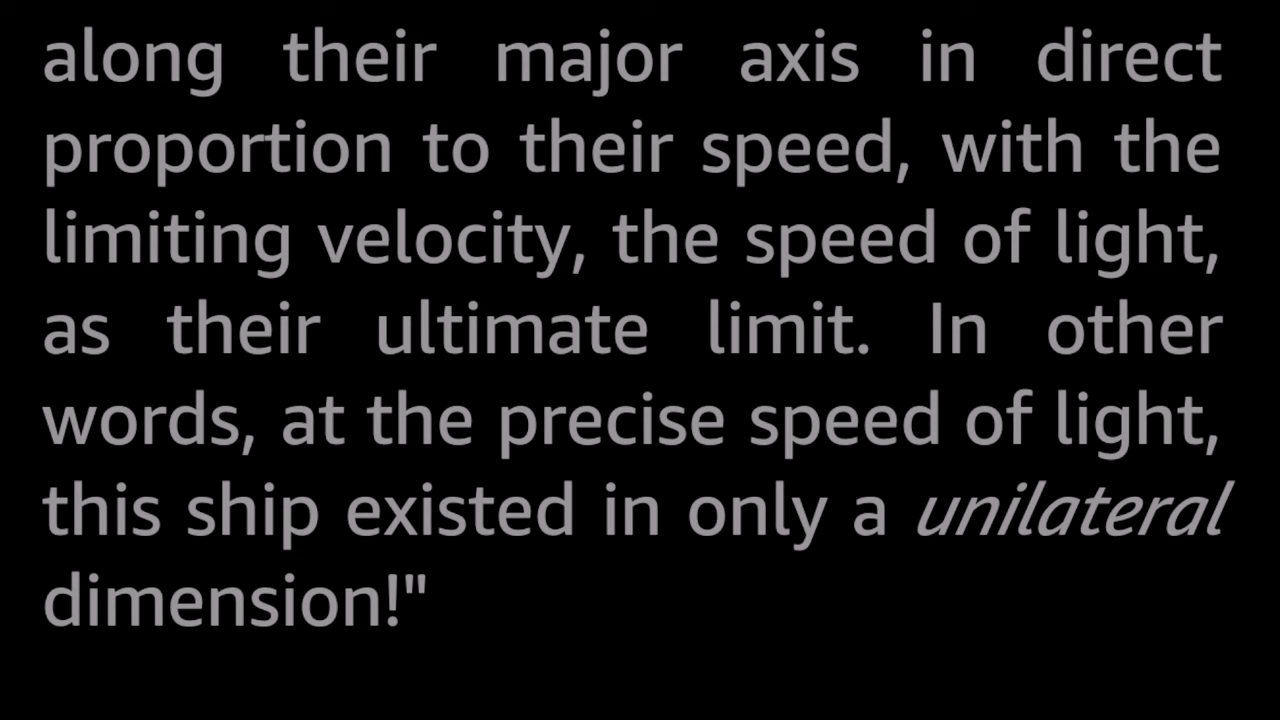 along their major axis in direct
proportion to their speed, with the
limiting velocity, the speed of light,
as their ultimate limit. In other
words, at the precise speed of light,
this ship existed in only a unilateral
dimension!"